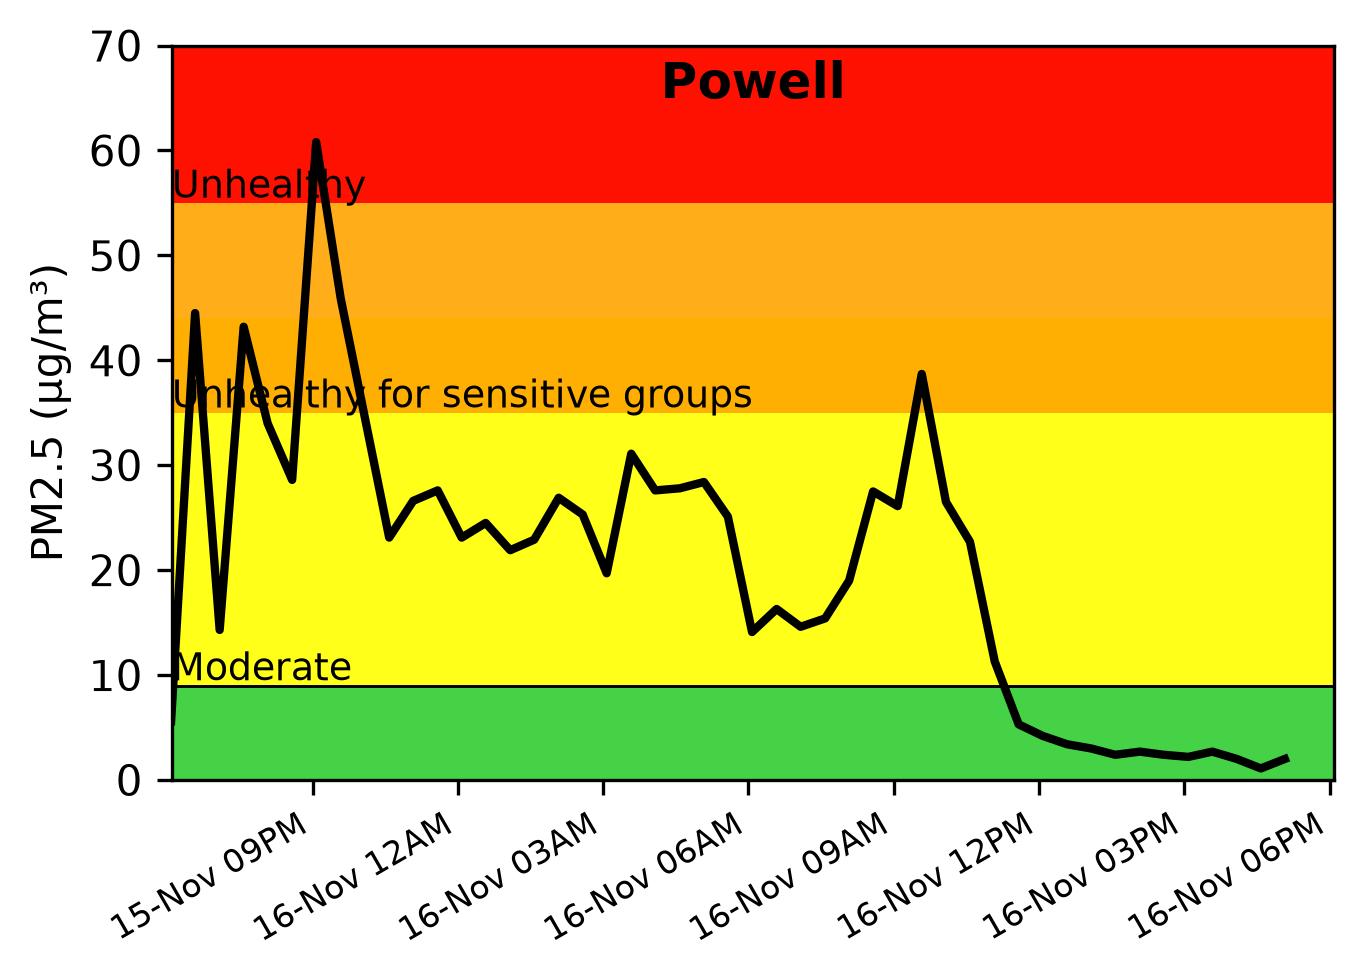 Powell
70
60
50
40
30
20
10
0
PM2.5 (µg/m³)
Unhealthy
Unhealthy for sensitive groups
Moderate
15-Nov 09PM
16-Nov 12AM
16-Nov 03AM
16-Nov 06AM
16-Nov 09AM
16-Nov 12PM
16-Nov 03PM
16-Nov 06PM